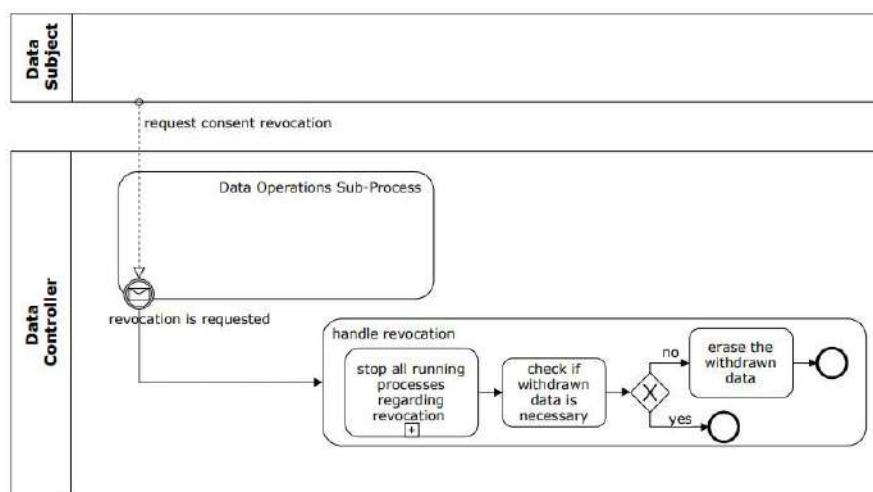 Data
Subject
request consent revocation
Data
Controller
Data Operations Sub-Process
revocation is requested
handle revocation
stop all running
processes
regarding
revocation
check if
withdrawn
data is
necessary
no
yes
erase the
withdrawn
data